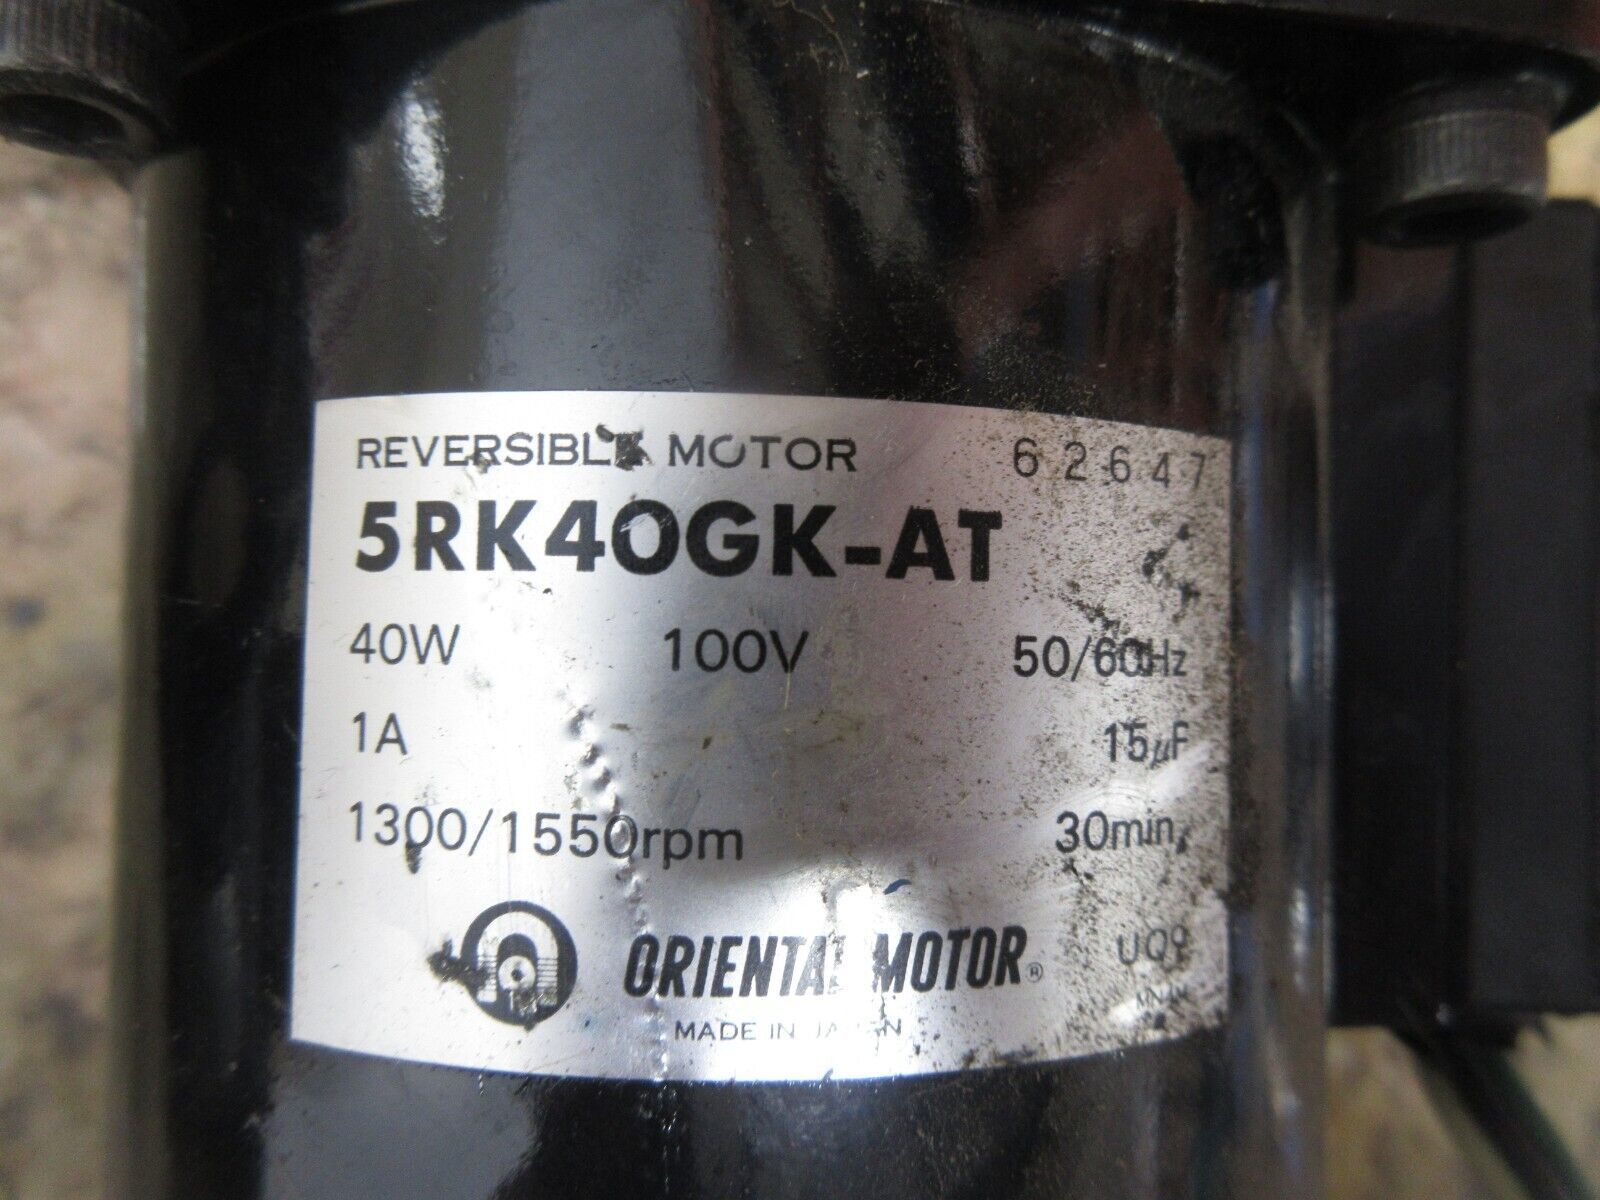 REVERSIBLE MOTOR 62647
5RK40GK-AT
40W 100V 50/60Hz
1A 15μF
1300/1550rpm 30min.
ORIENTAL MOTOR® UQ9
MADE IN JAPAN